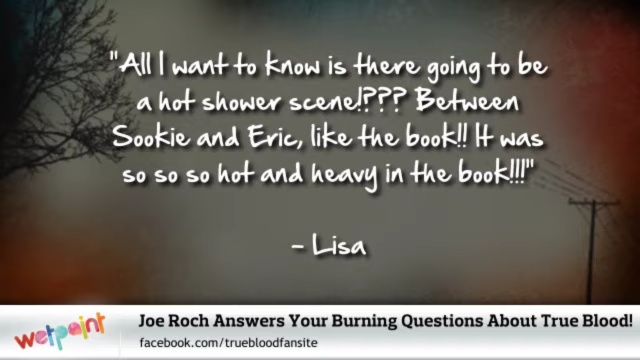 "All I want to know is there going to be
a hot shower scene!??? Between
Sookie and Eric, like the book!! It was
so so so hot and heavy in the book!!!"
- Lisa
wetpaint
Joe Roch Answers Your Burning Questions About True Blood!
facebook.com/truebloodfansite